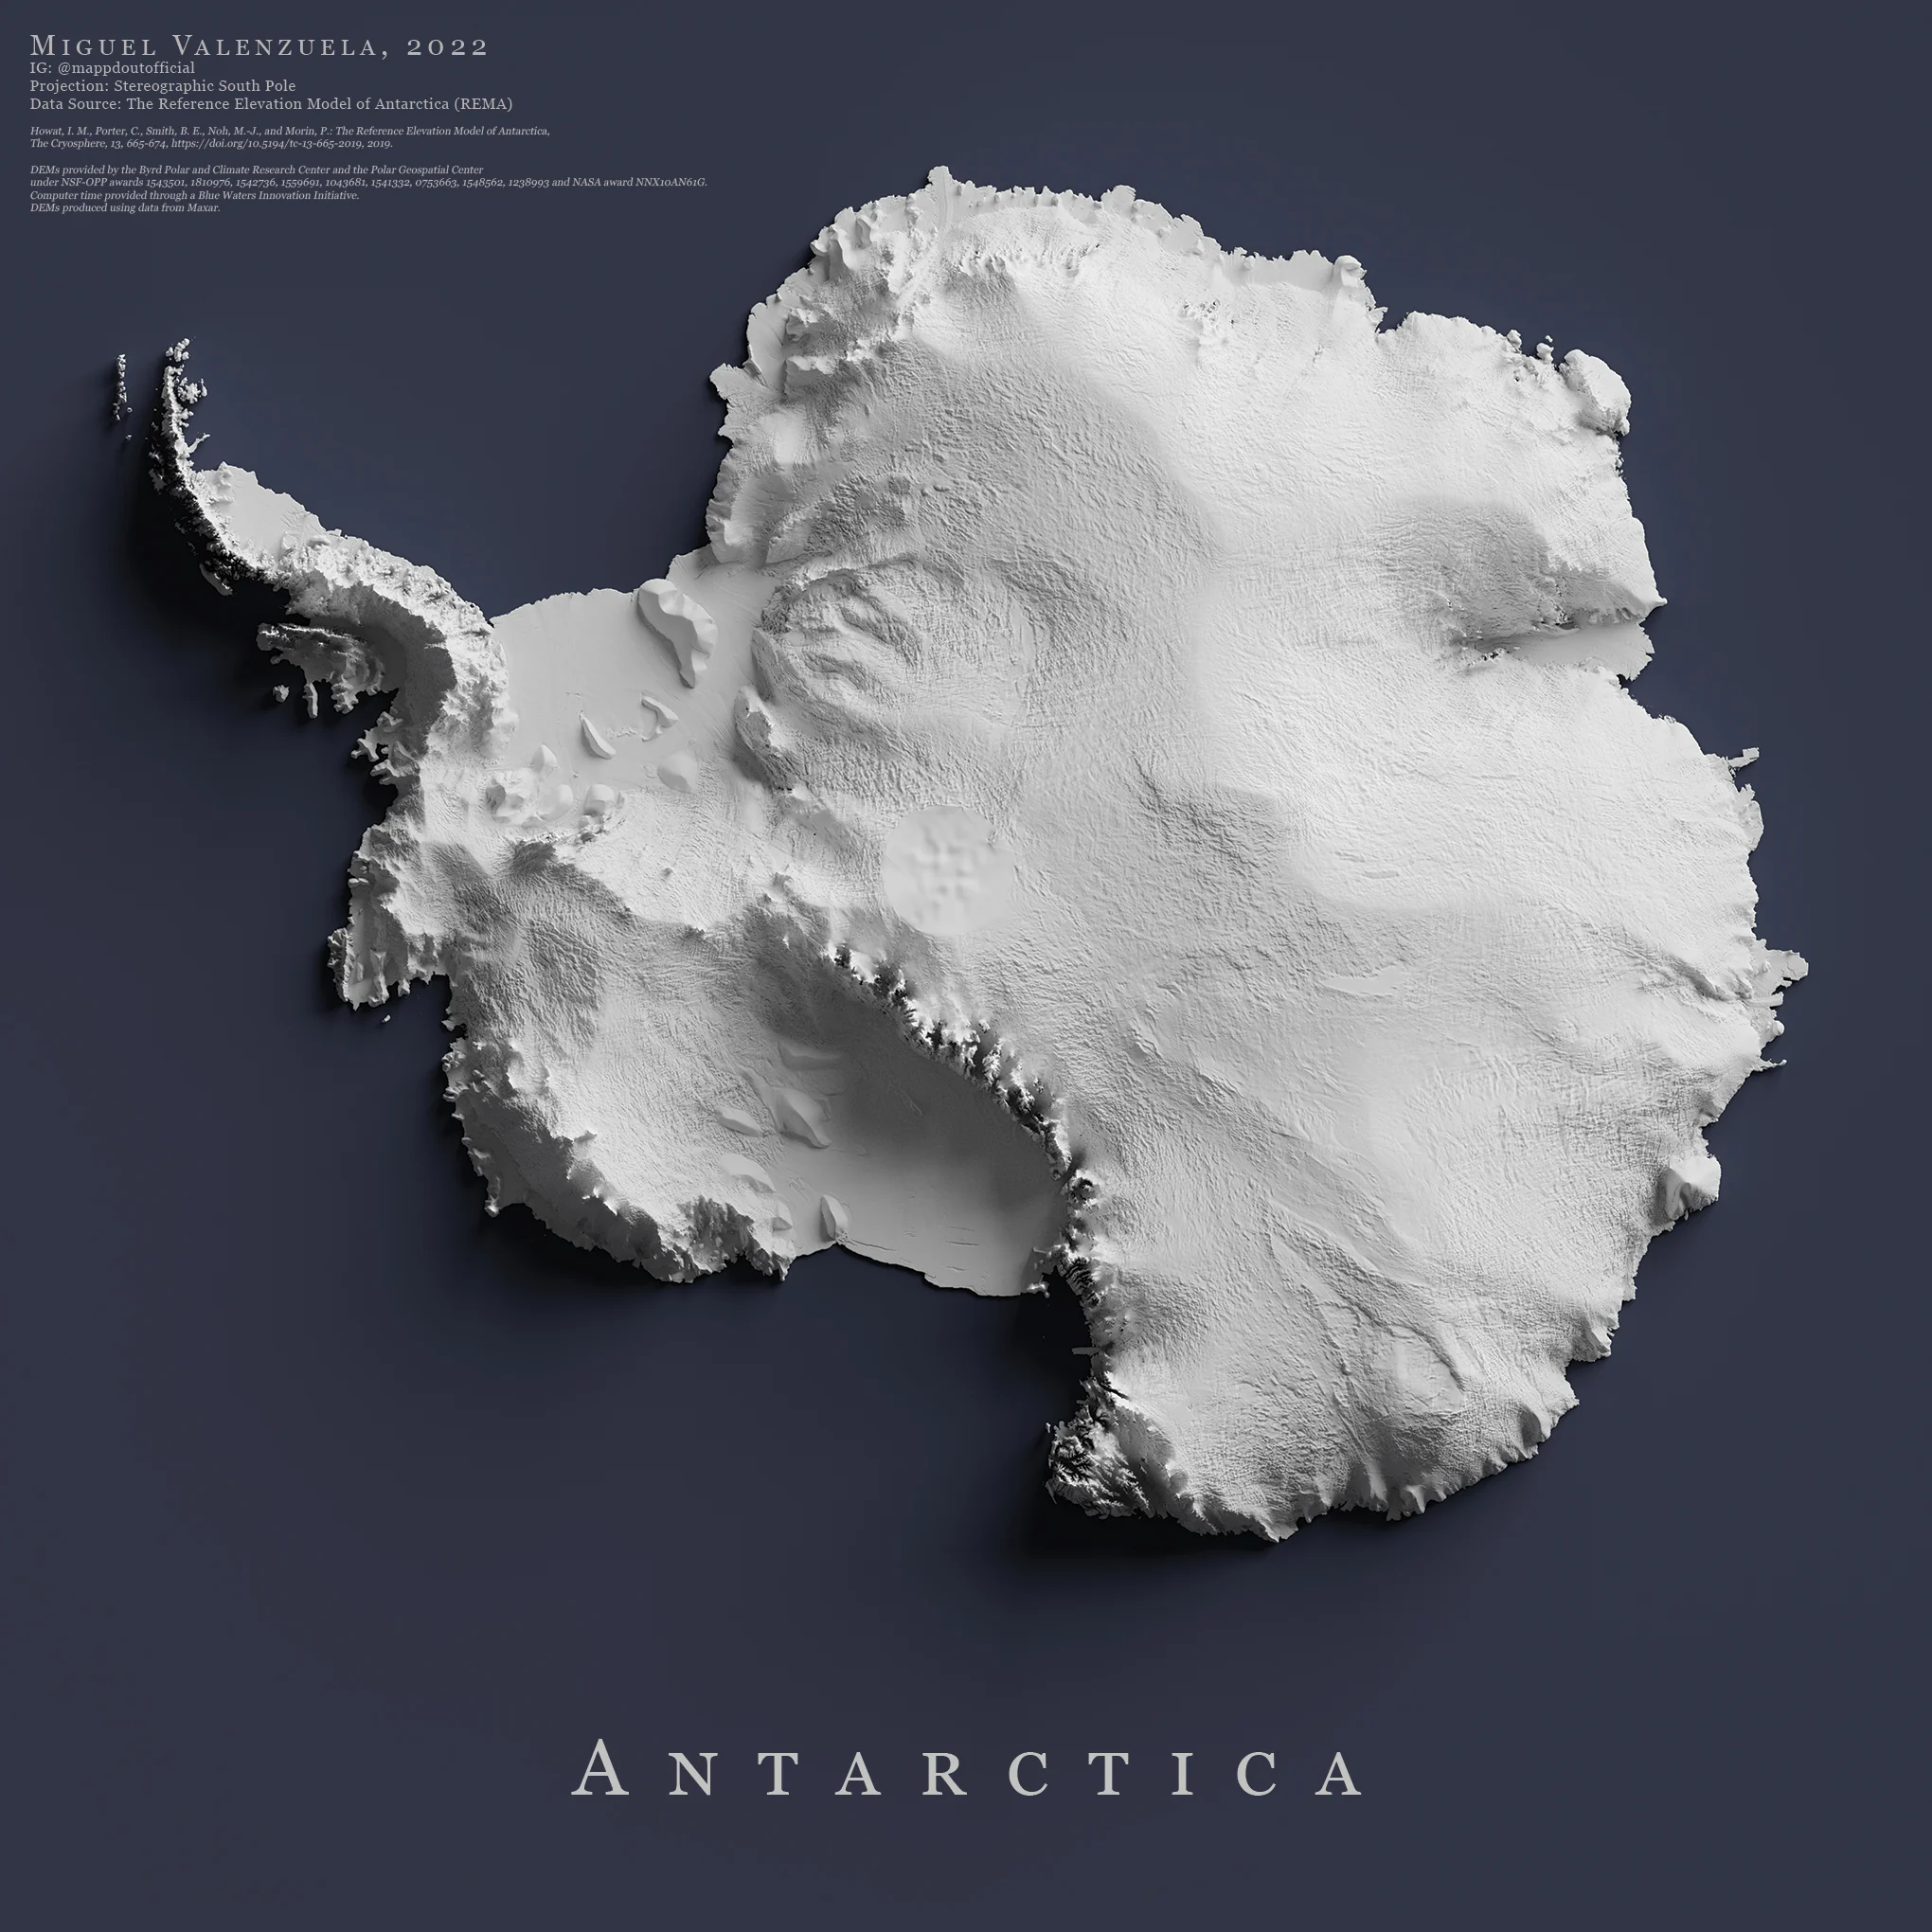 Miguel Valenzuela, 2022
IG: @mappdoutofficial
Projection: Stereographic South Pole
Data Source: The Reference Elevation Model of Antarctica (REMA)
Howat, I. M., Porter, C., Smith, B. E., Noh, M.-J., and Morin, P.: The Reference Elevation Model of Antarctica,
The Cryosphere, 13, 665-674, https://doi.org/10.5194/tc-13-665-2019, 2019.
DEMs provided by the Byrd Polar and Climate Research Center and the Polar Geospatial Center
under NSF-OPP awards 1543501, 1810976, 1542736, 1559691, 1043681, 1541332, 0753663, 1548562, 1238993 and NASA award NNX10AN61G.
Computer time provided through a Blue Waters Innovation Initiative.
DEMs produced using data from Maxar.
Antarctica